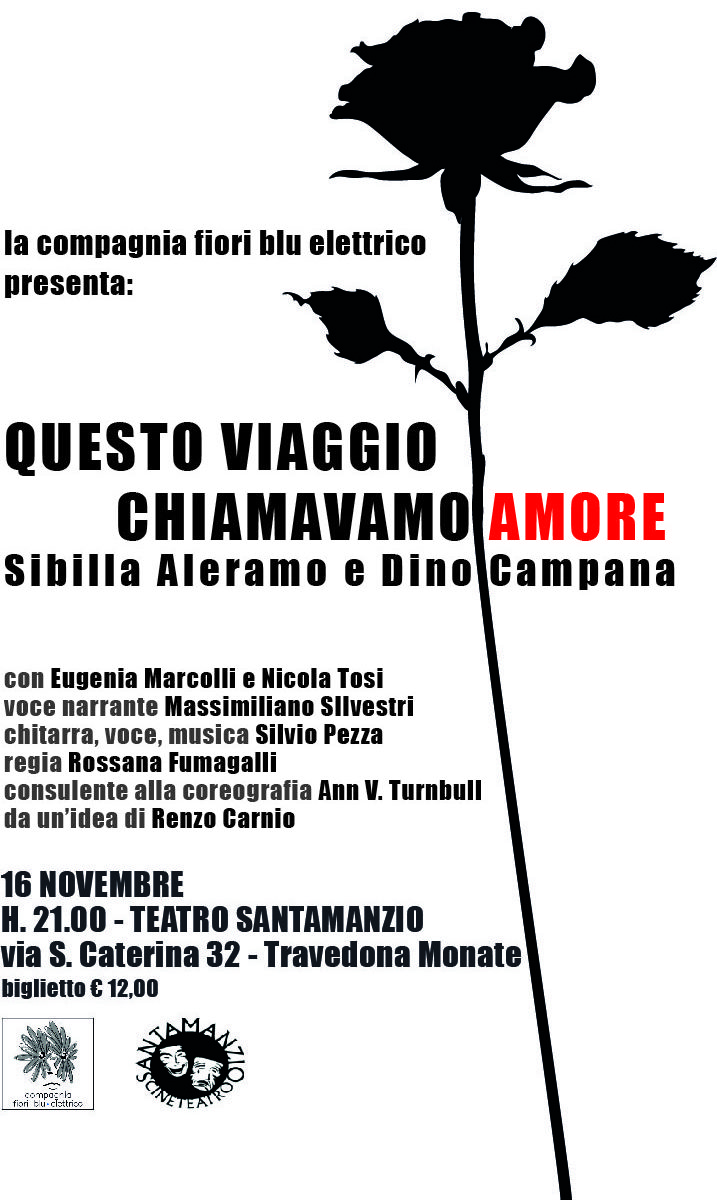 la compagnia fiori blu elettrico
presenta:
QUESTO VIAGGIO
CHIAMAVAMO AMORE
Sibilla Aleramo e Dino Campana
con Eugenia Marcolli e Nicola Tosi
voce narrante Massimiliano SIlvestri
chitarra, voce, musica Silvio Pezza
regia Rossana Fumagalli
consulente alla coreografia Ann V. Turnbull
da un'idea di Renzo Carnio
16 NOVEMBRE
H. 21.00 - TEATRO SANTAMANZIO
via S. Caterina 32 - Travedona Monate
biglietto € 12,00
compagnia
fiori blu elettrico
SANTAMANZIO
CINETEATRO